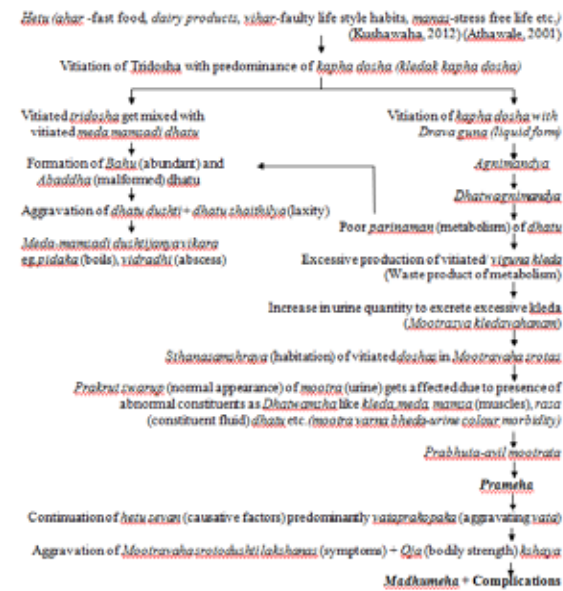 Hetu (ahar -fast food, dairy products, vihar-faulty life style habits, manas-stress free life etc.)
(Kushawaha, 2012)(Athawale, 2001)
Vitiation of Tridosha with predominance of kapha dosha (kledak kapha dosha)
Vitiated tridosha get mixed with
vitiated meda mamsadi dhatu
Formation of Bahu (abundant) and
Abaddha (malformed) dhatu
Aggravation of dhatu dushti + dhatu shaithilya (laxity)
Meda-mamsadi dushtijanya vikara
eg.pidaka (boils), vidradhi (abscess)
Vitiation of kapha dosha with
Drava guna (liquid form)
Agnimandya
Dhatwagnimandya
Poor parinaman (metabolism) of dhatu
Excessive production of vitiated/ viguna kleda
(Waste product of metabolism)
Increase in urine quantity to excrete excessive kleda
(Mootrasya kledavahanam)
Sthanasamshraya (habitation) of vitiated doshas in Mootravaha srotas
Prakrut swarup (normal appearance) of mootra (urine) gets affected due to presence of
abnormal constituents as Dhatwamsha like kleda, meda, mamsa (muscles), rasa
(constituent fluid) dhatu etc. (mootra varna bheda-urine colour morbidity)
Prabhuta-avil mootrata
Prameha
Continuation of hetu sevan (causative factors) predominantly vataprakopaka (aggravating vata)
Aggravation of Mootravaha srotodushti lakshanas (symptoms) + Oja (bodily strength) kshaya
Madhumeha + Complications